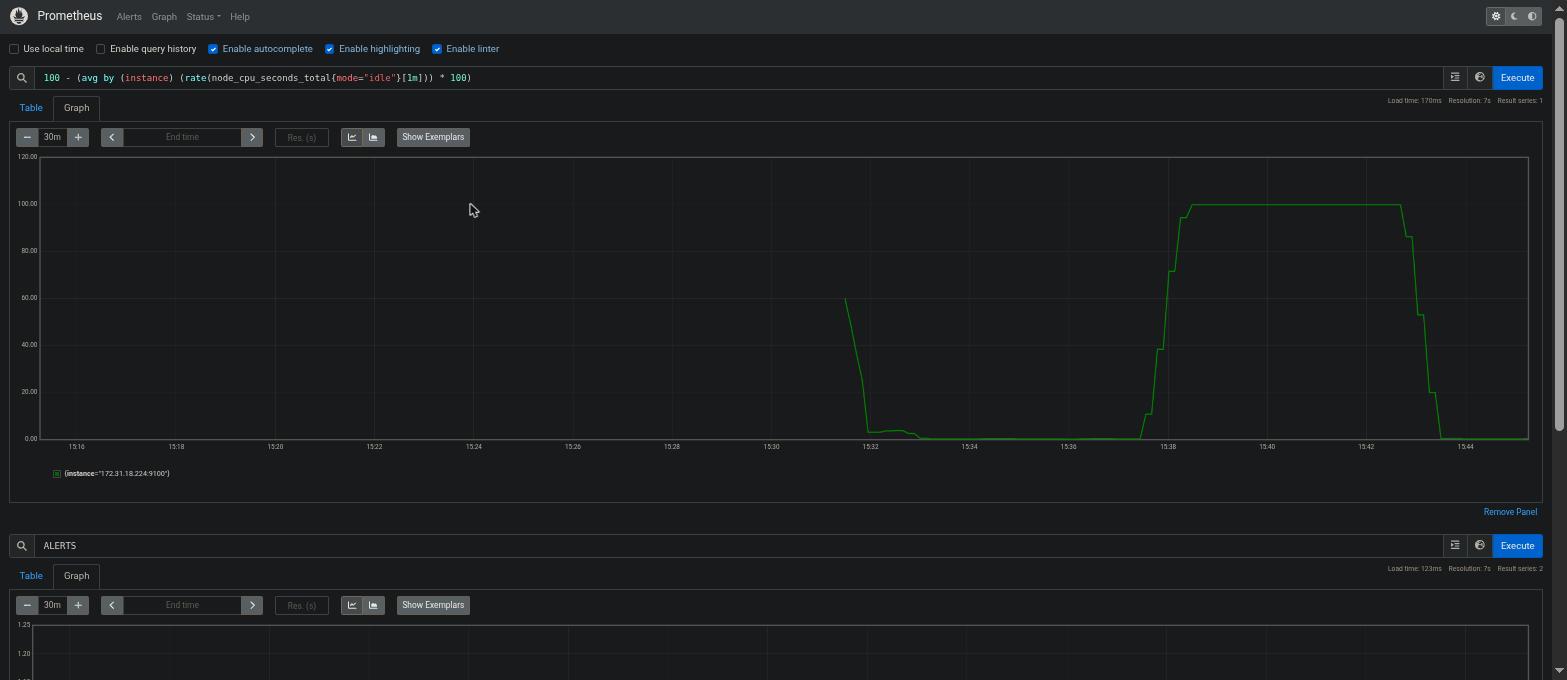 Prometheus Alerts Graph Status Help
Use local time Enable query history Enable autocomplete Enable highlighting Enable linter
100 - (avg by (instance) (rate(node_cpu_seconds_total{mode="idle"}[1m])) * 100)
Execute
Table Graph
Load time: 170ms Resolution: 7s Result series: 1
30m End time Res. (s) Show Exemplars
120.00
100.00
80.00
60.00
40.00
20.00
0.00
15:16 15:18 15:20 15:22 15:24 15:26 15:28 15:30 15:32 15:34 15:36 15:38 15:40 15:42 15:44
{instance="172.31.18.224:9100"}
Remove Panel
ALERTS
Execute
Table Graph
Load time: 123ms Resolution: 7s Result series: 2
30m End time Res. (s) Show Exemplars
1.25
1.20